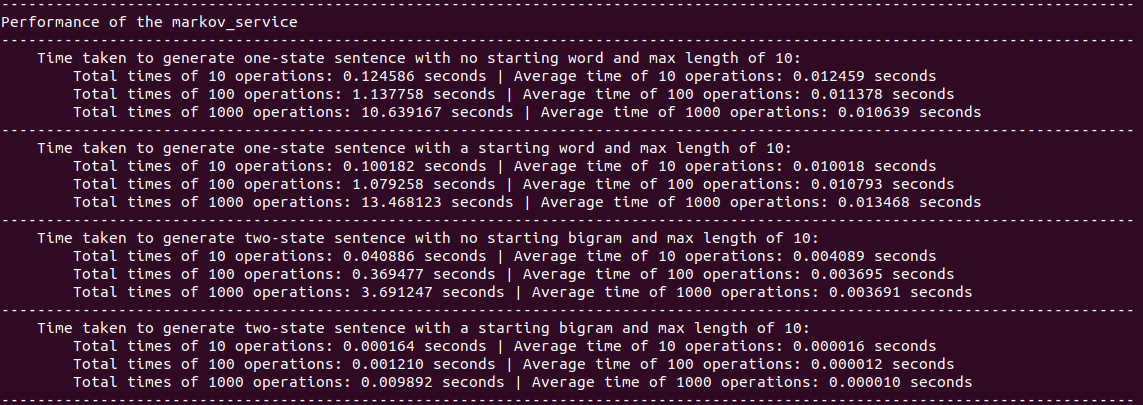 --------------------------------------------------------------------------------------------------------------------------------
Performance of the markov_service
--------------------------------------------------------------------------------------------------------------------------------
    Time taken to generate one-state sentence with no starting word and max length of 10:
        Total times of 10 operations: 0.124586 seconds | Average time of 10 operations: 0.012459 seconds
        Total times of 100 operations: 1.137758 seconds | Average time of 100 operations: 0.011378 seconds
        Total times of 1000 operations: 10.639167 seconds | Average time of 1000 operations: 0.010639 seconds
--------------------------------------------------------------------------------------------------------------------------------
    Time taken to generate one-state sentence with a starting word and max length of 10:
        Total times of 10 operations: 0.100182 seconds | Average time of 10 operations: 0.010018 seconds
        Total times of 100 operations: 1.079258 seconds | Average time of 100 operations: 0.010793 seconds
        Total times of 1000 operations: 13.468123 seconds | Average time of 1000 operations: 0.013468 seconds
--------------------------------------------------------------------------------------------------------------------------------
    Time taken to generate two-state sentence with no starting bigram and max length of 10:
        Total times of 10 operations: 0.040886 seconds | Average time of 10 operations: 0.004089 seconds
        Total times of 100 operations: 0.369477 seconds | Average time of 100 operations: 0.003695 seconds
        Total times of 1000 operations: 3.691247 seconds | Average time of 1000 operations: 0.003691 seconds
--------------------------------------------------------------------------------------------------------------------------------
    Time taken to generate two-state sentence with a starting bigram and max length of 10:
        Total times of 10 operations: 0.000164 seconds | Average time of 10 operations: 0.000016 seconds
        Total times of 100 operations: 0.001210 seconds | Average time of 100 operations: 0.000012 seconds
        Total times of 1000 operations: 0.009892 seconds | Average time of 1000 operations: 0.000010 seconds
--------------------------------------------------------------------------------------------------------------------------------